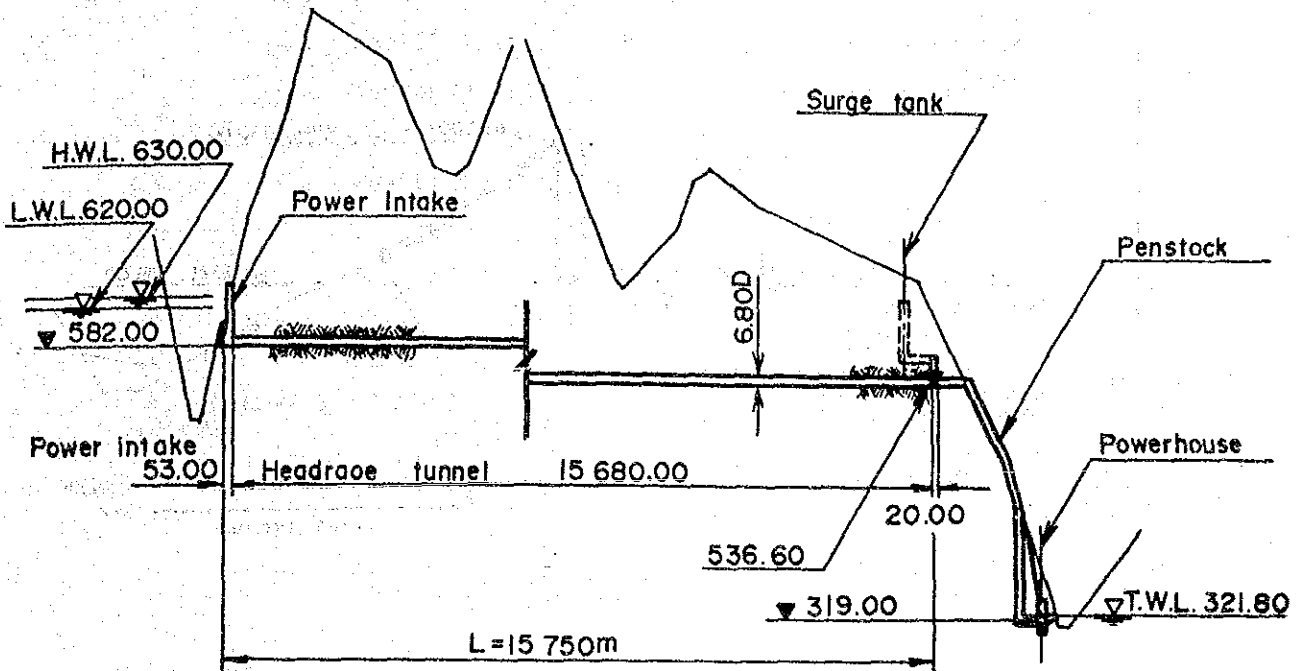 Surge tank
H.W.L. 630.00
L.W.L. 620.00
Power Intake
Penstock
6.80D
582.00
Power intake
53.00
Headraoe tunnel 15 680.00
Powerhouse
20.00
536.60
319.00
T.W.L. 321.80
L = 15 750m